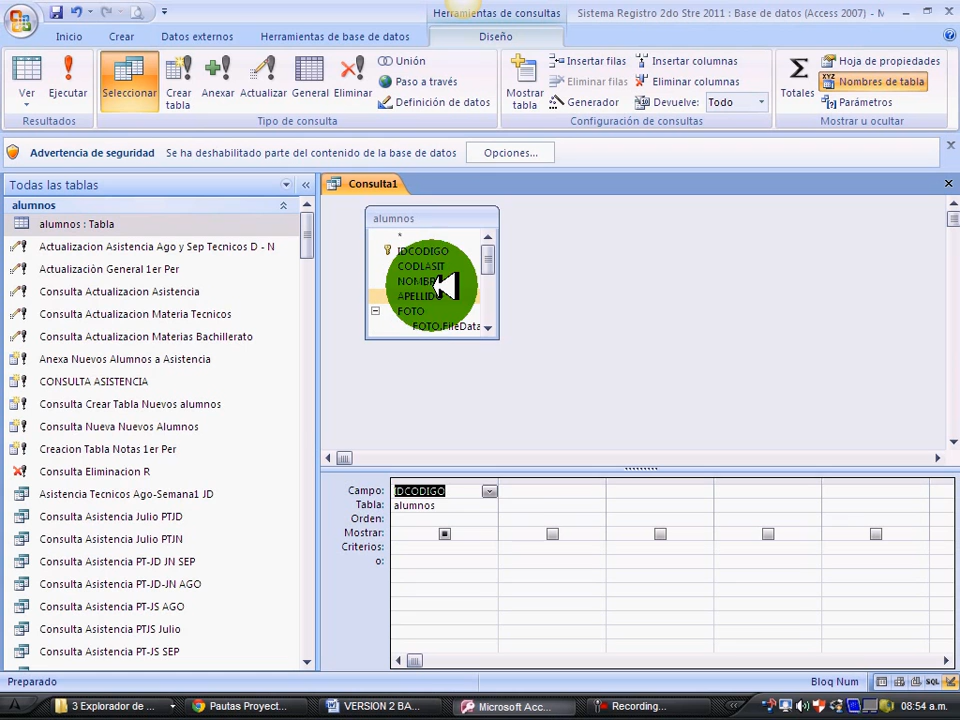 Herramientas de consultas
Sistema Registro 2do Stre 2011 : Base de datos (Access 2007) - M
Inicio
Crear
Datos externos
Herramientas de base de datos
Diseño
Ver
Ejecutar
Resultados
Seleccionar
Crear tabla
Anexar
Actualizar
General
Eliminar
Unión
Paso a través
Definición de datos
Tipo de consulta
Mostrar tabla
Insertar filas
Eliminar filas
Generador
Insertar columnas
Eliminar columnas
Devuelve: Todo
Configuración de consultas
Totales
Hoja de propiedades
XYZ Nombres de tabla
Parámetros
Mostrar u ocultar
Advertencia de seguridad Se ha deshabilitado parte del contenido de la base de datos Opciones...
Todas las tablas
alumnos
alumnos : Tabla
Actualizacion Asistencia Ago y Sep Tecnicos D - N
Actualizaciòn General 1er Per
Consulta Actualizacion Asistencia
Consulta Actualizacion Materia Tecnicos
Consulta Actualizacion Materias Bachillerato
Anexa Nuevos Alumnos a Asistencia
CONSULTA ASISTENCIA
Consulta Crear Tabla Nuevos alumnos
Consulta Nueva Nuevos Alumnos
Creacion Tabla Notas 1er Per
Consulta Eliminacion R
Asistencia Tecnicos Ago-Semana1 JD
Consulta Asistencia Julio PTJD
Consulta Asistencia Julio PTJN
Consulta Asistencia PT-JD JN SEP
Consulta Asistencia PT-JD-JN AGO
Consulta Asistencia PT-JS AGO
Consulta Asistencia PTJS Julio
Consulta Asistencia PT-JS SEP
Consulta1
alumnos
*
IDCODIGO
CODLASIT
NOMBR
APELLIDO
FOTO
FOTO.FileData
Campo: IDCODIGO
Tabla: alumnos
Orden:
Mostrar:
Criterios:
o:
Preparado
Bloq Num
SQL
3 Explorador de ...
Pautas Proyect...
VERSION 2 BA...
Microsoft Acc...
Recording...
08:54 a.m.